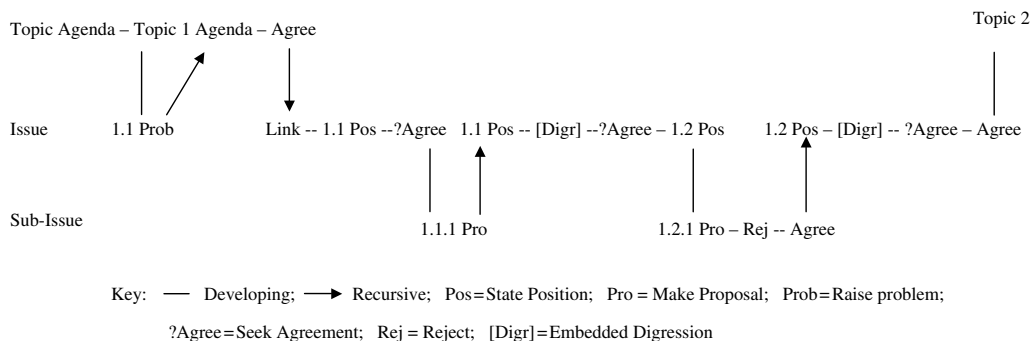 Topic 2
Topic Agenda – Topic 1 Agenda – Agree
Issue 1.1 Prob Link -- 1.1 Pos --?Agree 1.1 Pos -- [Digr] --?Agree – 1.2 Pos 1.2 Pos – [Digr] -- ?Agree – Agree
Sub-Issue
1.1.1 Pro 1.2.1 Pro – Rej -- Agree
Key: Developing; Recursive; Pos=State Position; Pro = Make Proposal; Prob=Raise problem;
?Agree=Seek Agreement; Rej = Reject; [Digr]=Embedded Digression